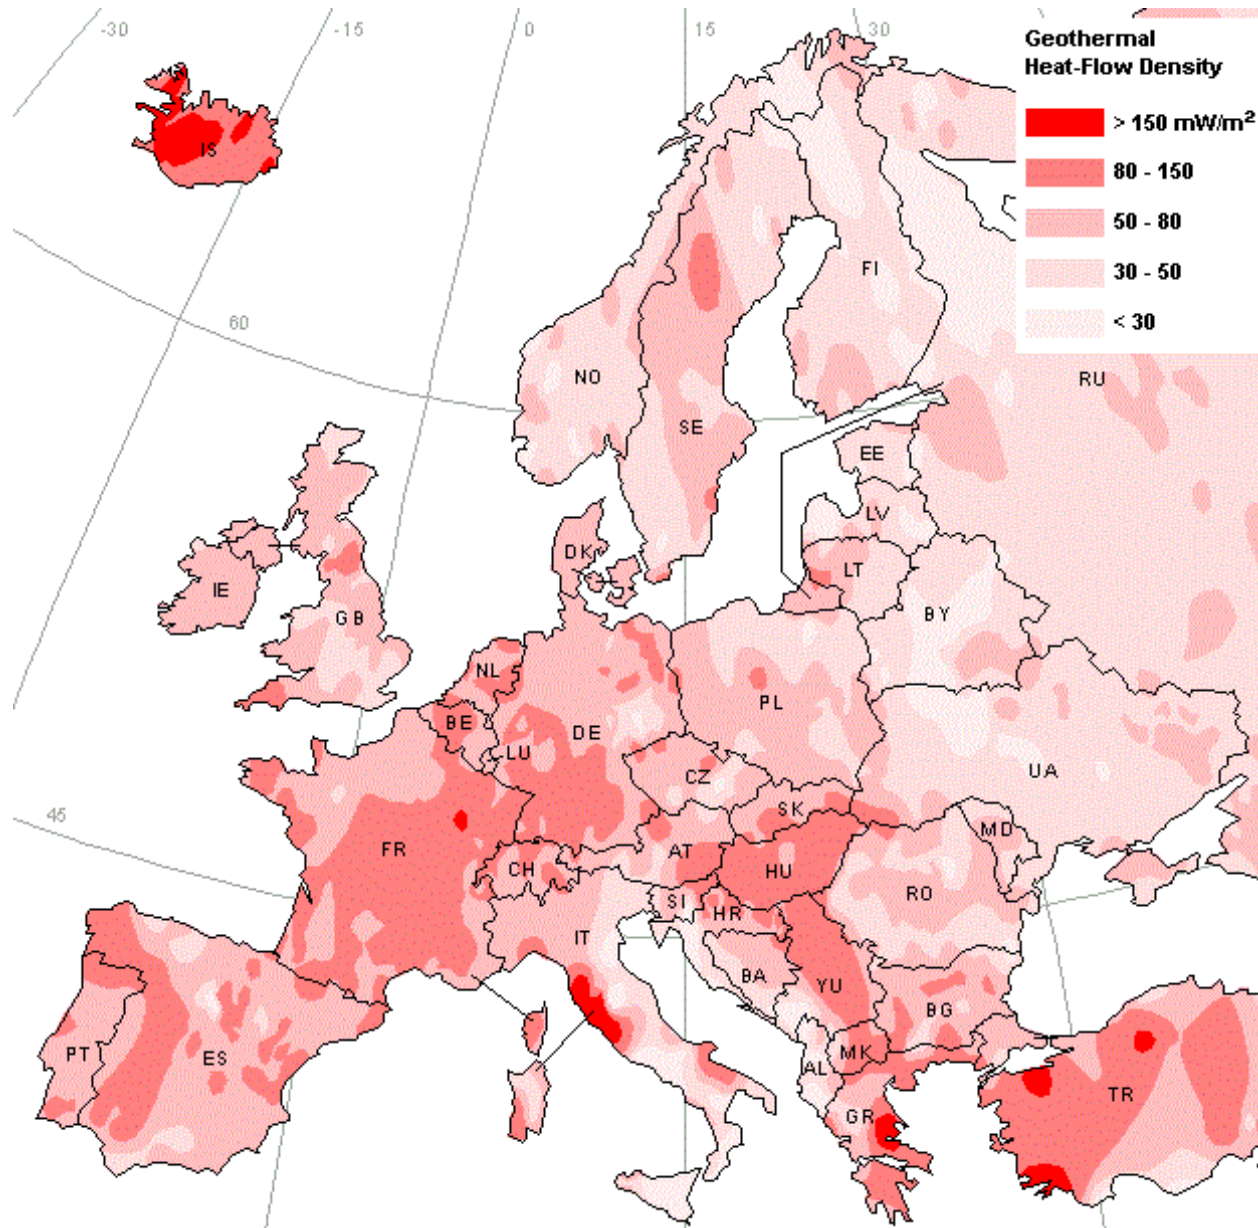 -30
-15
0
15
30
Geothermal
Heat-Flow Density
> 150 mW/m²
80 - 150
50 - 80
30 - 50
< 30
IS
60
FI
NO
RU
SE
EE
LV
DK
LT
IE
BY
GB
NL
PL
BE
DE
LU
UA
CZ
45
SK
MD
FR
AT
CH
HU
RO
SI
HR
IT
BA
YU
BG
PT
ES
MK
AL
TR
GR